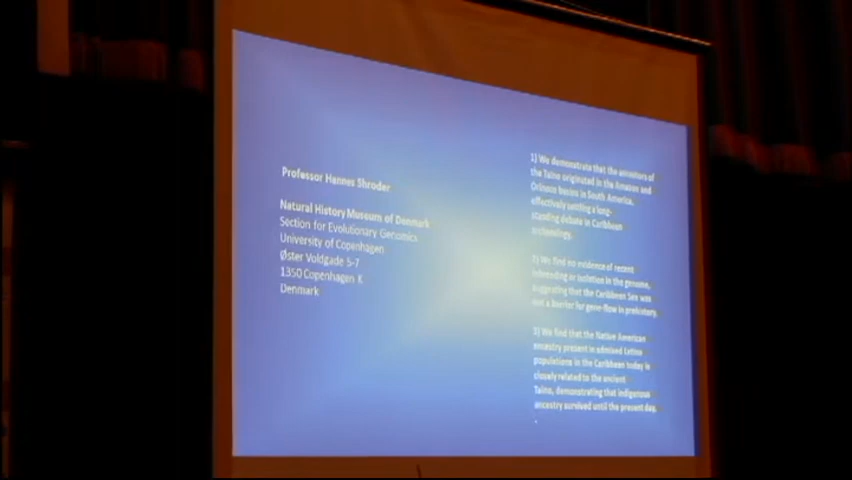 Professor Hannes Shroder
Natural History Museum of Denmark
Section for Evolutionary Genomics
University of Copenhagen
Øster Voldgade 5-7
1350 Copenhagen K
Denmark
1) We demonstrate that the ancestors of
the Taino originated in the Amazon and
Orinoco basins in South America,
effectively settling a long-
standing debate in Caribbean
archaeology.
We find no evidence of recent
inbreeding or isolation in the genome,
suggesting that the Caribbean Sea was
not a barrier for gene-flow in prehistory.
3) We find that the Native American
ancestry present in admixed Latino
populations in the Caribbean today is
closely related to the ancient
Taino, demonstrating that indigenous
ancestry survived until the present day.
.